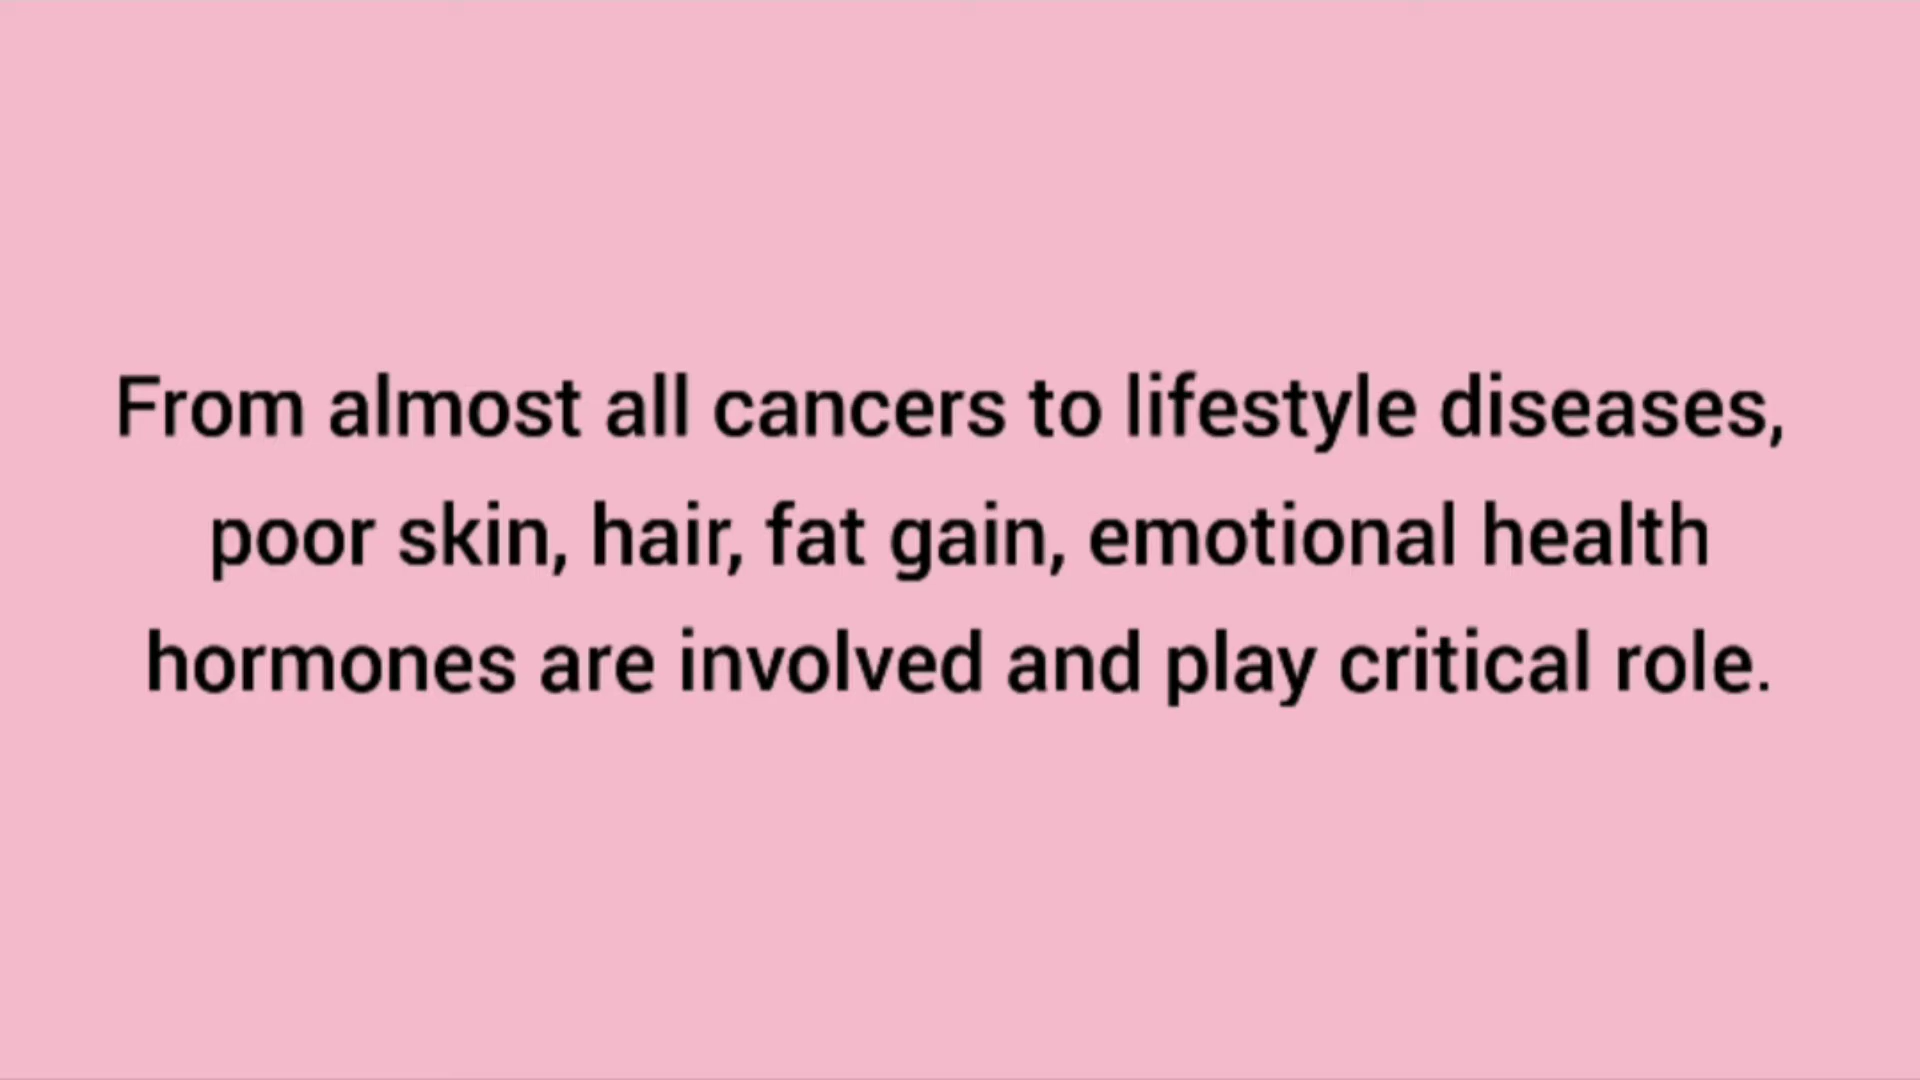 From almost all cancers to lifestyle diseases,
poor skin, hair, fat gain, emotional health
hormones are involved and play critical role.